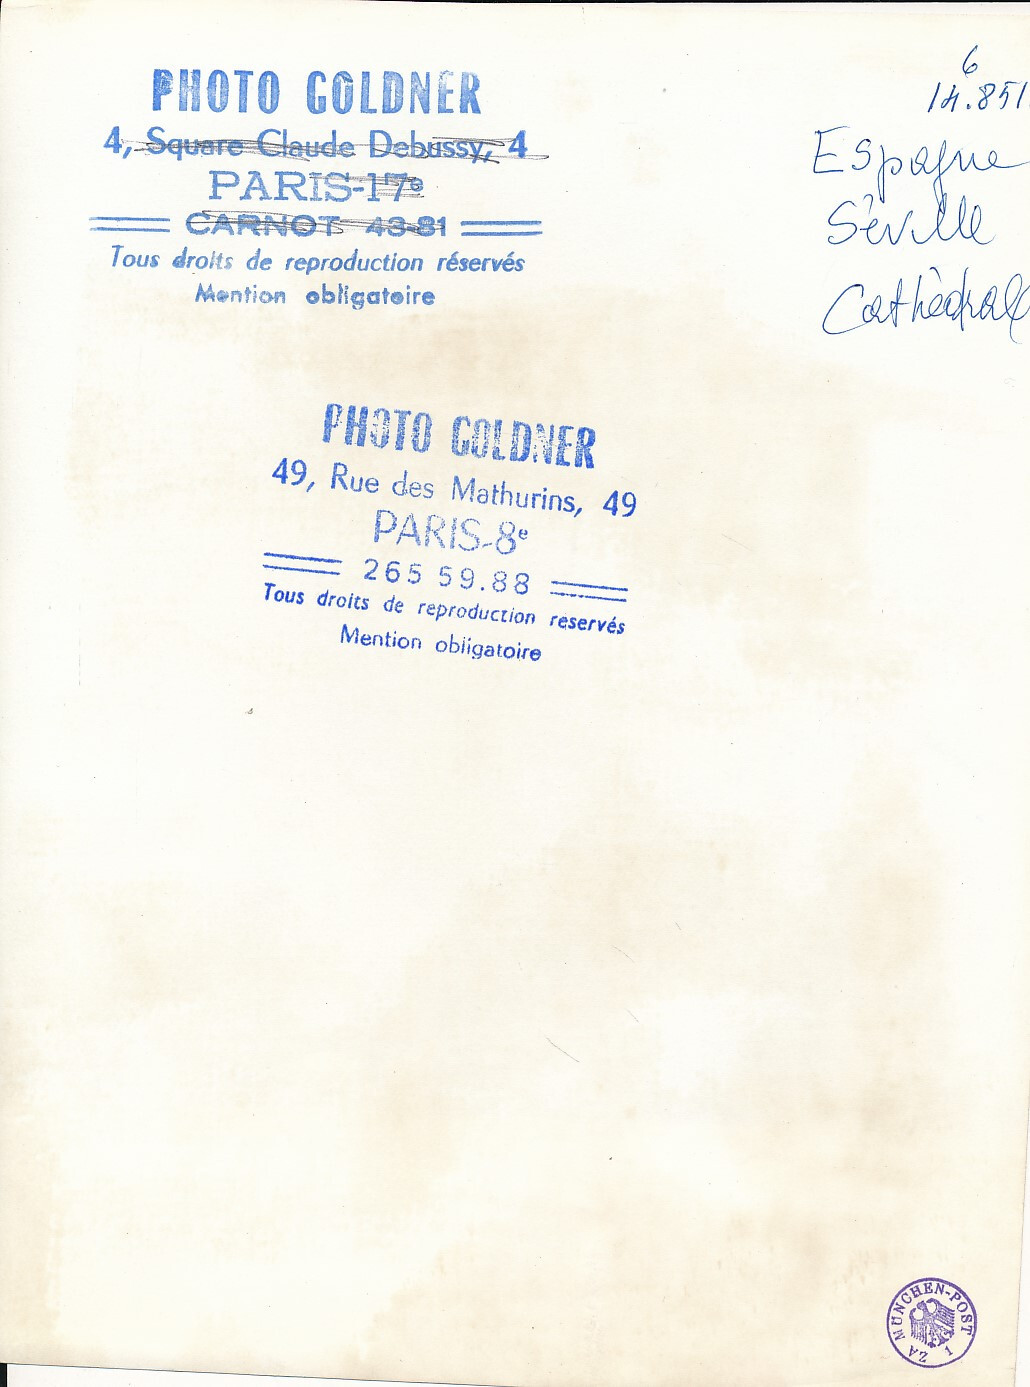 PHOTO GOLDNER
4, Square Claude Debussy, 4
PARIS-17e
CARNOT 43-81
Tous droits de reproduction réservés
Mention obligatoire
6
14.851
Espagne
Séville
Cathédrale
PHOTO GOLDNER
49, Rue des Mathurins, 49
PARIS-8e
265 59.88
Tous droits de reproduction reservés
Mention obligatoire
MÜNCHEN-POST
AZ 1